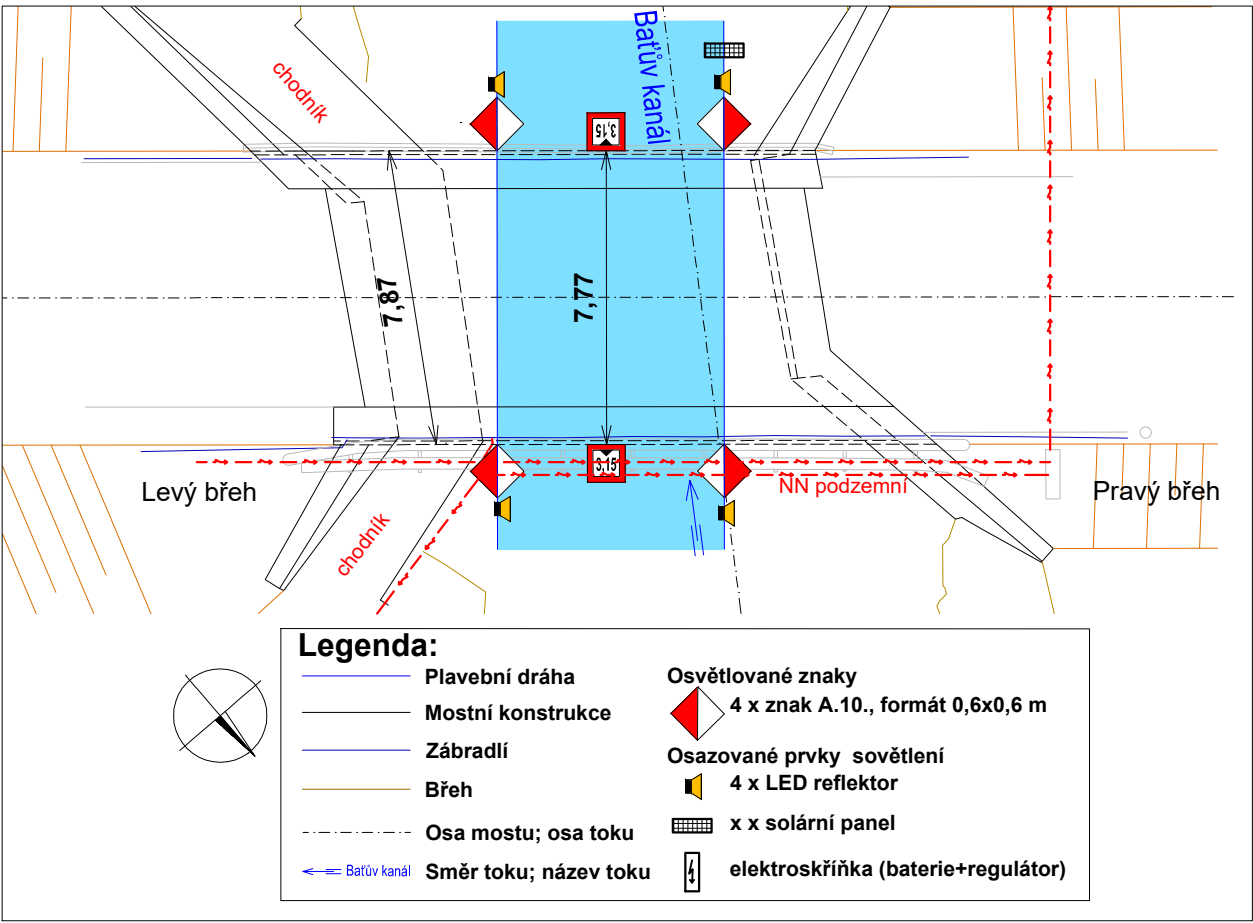 chodník
Baťův kanál
3,15
7,87
7,77
3,15
Levý břeh
NN podzemní
Pravý břeh
chodník
Legenda:
Plavební dráha
Mostní konstrukce
Zábradlí
Břeh
Osa mostu; osa toku
Baťův kanál Směr toku; název toku
Osvětlované znaky
4 x znak A.10., formát 0,6x0,6 m
Osazované prvky sovětlení
4 x LED reflektor
x x solární panel
elektroskříňka (baterie+regulátor)